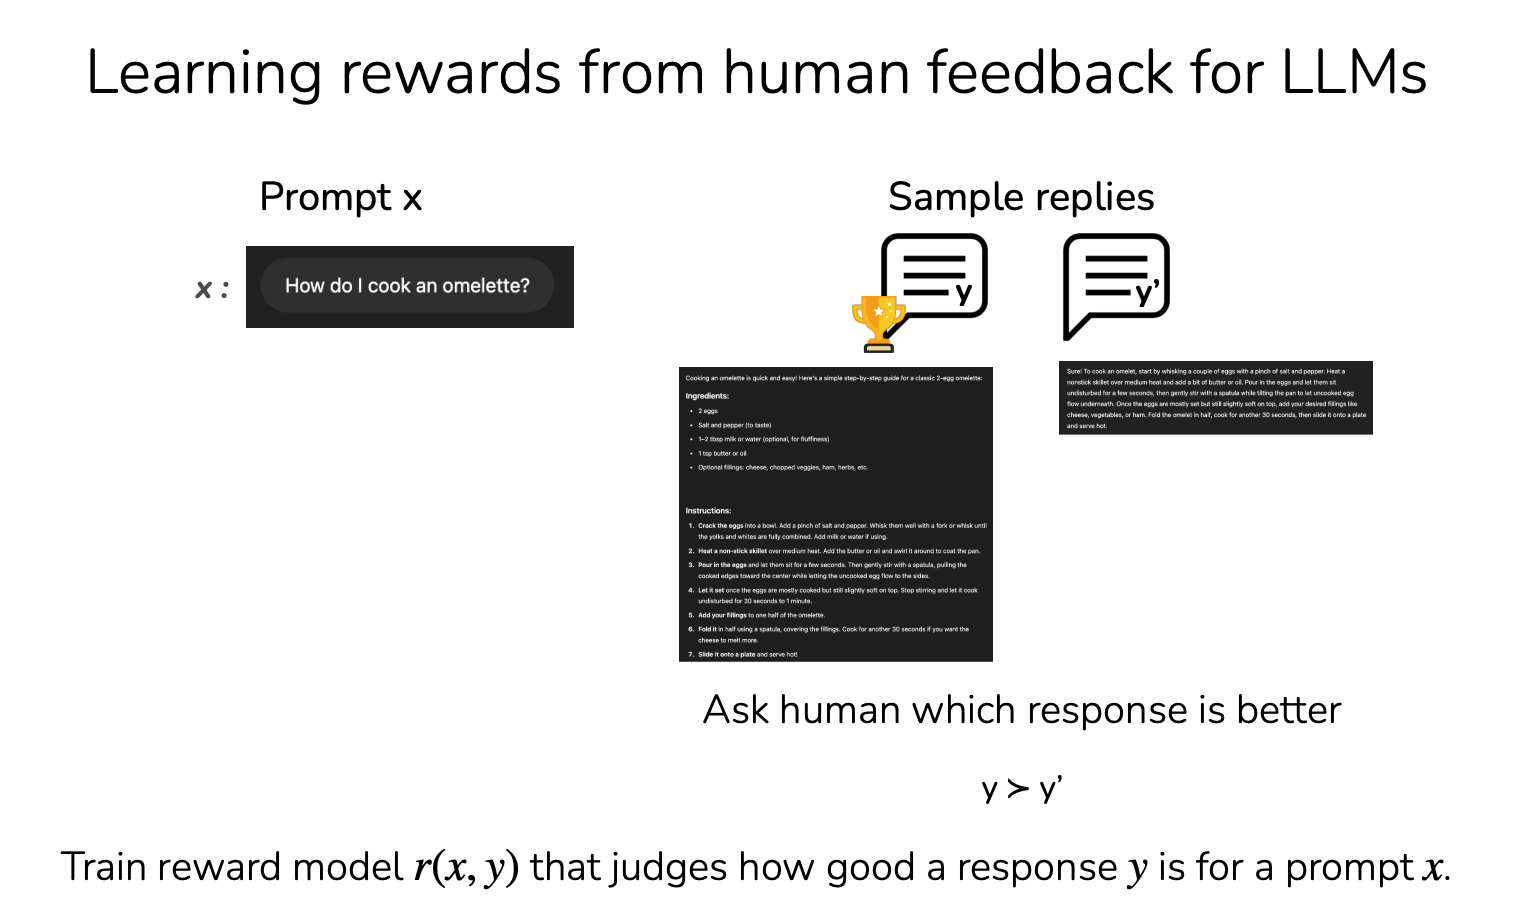 Learning rewards from human feedback for LLMs
Prompt x
x :
How do I cook an omelette?
Sample replies
y
y’
Cooking an omelette is quick and easy! Here's a simple step-by-step guide for a classic 2-egg omelette:
Ingredients:
• 2 eggs
• Salt and pepper (to taste)
• 1–2 tbsp milk or water (optional, for fluffiness)
• 1 tsp butter or oil
• Optional fillings: cheese, chopped veggies, ham, herbs, etc.
Instructions:
1. Crack the eggs into a bowl. Add a pinch of salt and pepper. Whisk them well with a fork or whisk until
the yolks and whites are fully combined. Add milk or water if using.
2. Heat a non-stick skillet over medium heat. Add the butter or oil and swirl it around to coat the pan.
3. Pour in the eggs and let them sit for a few seconds. Then gently stir with a spatula, pulling the
cooked edges toward the center while letting the uncooked egg flow to the sides.
4. Let it set once the eggs are mostly cooked but still slightly soft on top. Stop stirring and let it cook
undisturbed for 30 seconds to 1 minute.
5. Add your fillings to one half of the omelette.
6. Fold it in half using a spatula, covering the fillings. Cook for another 30 seconds if you want the
cheese to melt more.
7. Slide it onto a plate and serve hot!
Sure! To cook an omelet, start by whisking a couple of eggs with a pinch of salt and pepper. Heat a
nonstick skillet over medium heat and add a bit of butter or oil. Pour in the eggs and let them sit
undisturbed for a few seconds, then gently stir with a spatula while tilting the pan to let uncooked egg
flow underneath. Once the eggs are mostly set but still slightly soft on top, add your desired fillings like
cheese, vegetables, or ham. Fold the omelet in half, cook for another 30 seconds, then slide it onto a plate
and serve hot.
Ask human which response is better
y ≻ y’
Train reward model r(x, y) that judges how good a response y is for a prompt x.